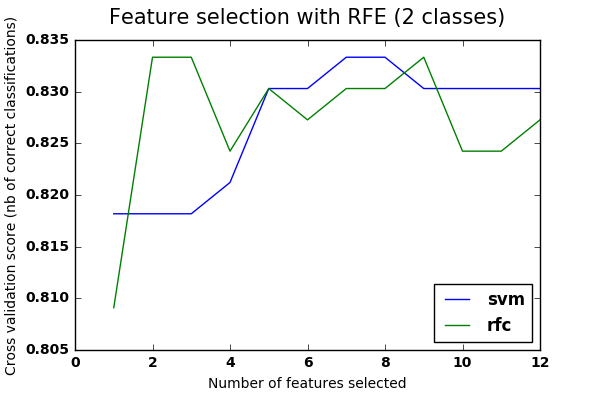 Feature selection with RFE (2 classes)
Cross validation score (nb of correct classifications)
0.835
0.830
0.825
0.820
0.815
0.810
0.805
svm
rfc
0 2 4 6 8 10 12
Number of features selected